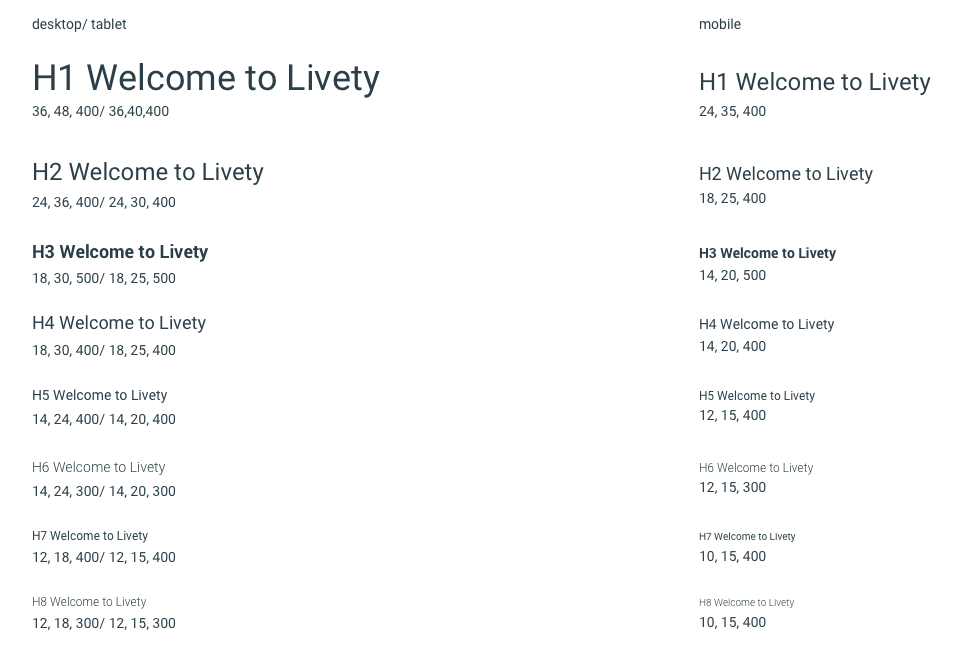 desktop/ tablet
mobile
H1 Welcome to Livety
36, 48, 400/ 36,40,400
H1 Welcome to Livety
24, 35, 400
H2 Welcome to Livety
24, 36, 400/ 24, 30, 400
H2 Welcome to Livety
18, 25, 400
H3 Welcome to Livety
18, 30, 500/ 18, 25, 500
H3 Welcome to Livety
14, 20, 500
H4 Welcome to Livety
18, 30, 400/ 18, 25, 400
H4 Welcome to Livety
14, 20, 400
H5 Welcome to Livety
14, 24, 400/ 14, 20, 400
H5 Welcome to Livety
12, 15, 400
H6 Welcome to Livety
14, 24, 300/ 14, 20, 300
H6 Welcome to Livety
12, 15, 300
H7 Welcome to Livety
12, 18, 400/ 12, 15, 400
H7 Welcome to Livety
10, 15, 400
H8 Welcome to Livety
12, 18, 300/ 12, 15, 300
H8 Welcome to Livety
10, 15, 400